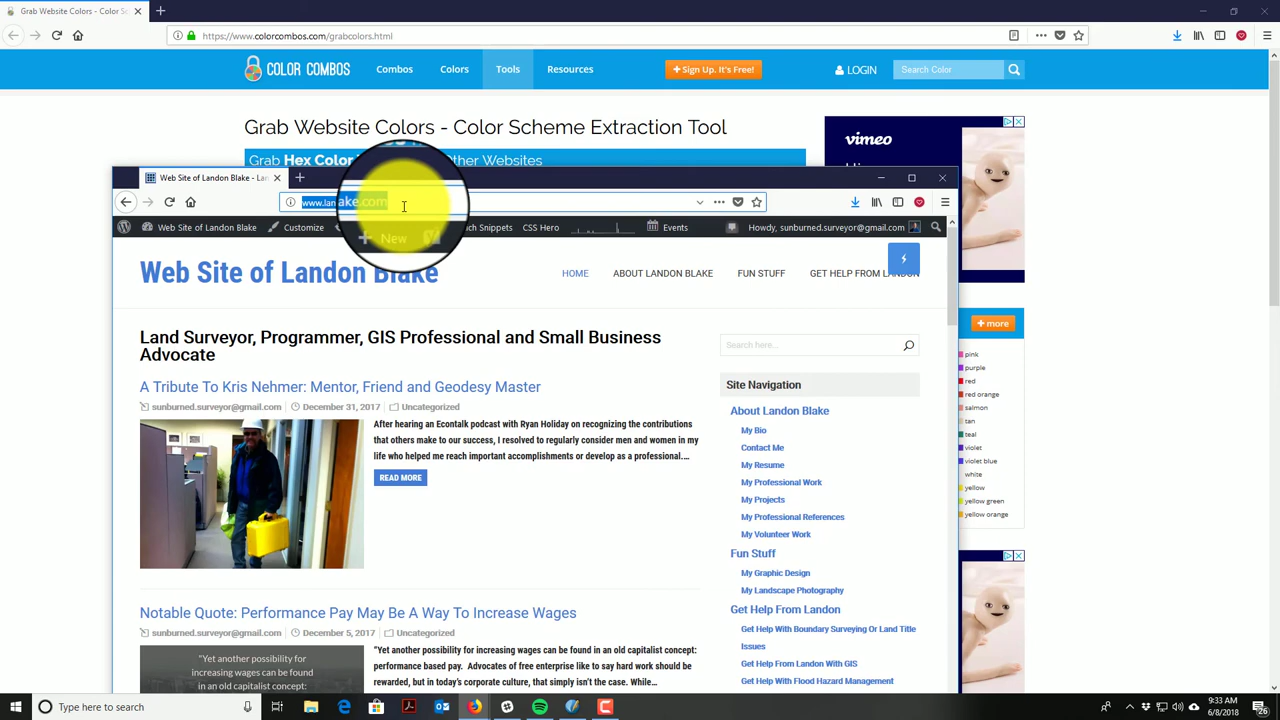 Grab Website Colors - Color Sc
https://www.colorcombos.com/grabcolors.html
COLOR COMBOS
Combos
Colors
Tools
Resources
+ Sign Up. It's Free!
LOGIN
Search Color
Grab Website Colors - Color Scheme Extraction Tool
Grab Hex Color
Other Websites
vimeo
Web Site of Landon Blake - Lan
ake.com
New
Web Site of Landon Blake
Customize
CSS Hero
Events
Howdy, sunburned.surveyor@gmail.com
Web Site of Landon Blake
HOME
ABOUT LANDON BLAKE
FUN STUFF
GET HELP FROM LANDON
Land Surveyor, Programmer, GIS Professional and Small Business
Advocate
Search here...
A Tribute To Kris Nehmer: Mentor, Friend and Geodesy Master
sunburned.surveyor@gmail.com
December 31, 2017
Uncategorized
After hearing an Econtalk podcast with Ryan Holiday on recognizing the contributions
that others make to our success, I resolved to regularly consider men and women in my
life who helped me reach important accomplishments or develop as a professional....
READ MORE
Notable Quote: Performance Pay May Be A Way To Increase Wages
sunburned.surveyor@gmail.com
December 5, 2017
Uncategorized
"Yet another possibility for
increasing wages can be found
in an old capitalist concept:
"Yet another possibility for increasing wages can be found in an old capitalist concept:
performance based pay. Advocates of free enterprise like to say hard work should be
rewarded, but in today's corporate culture, that simply isn't the case. While…
Site Navigation
About Landon Blake
My Bio
Contact Me
My Resume
My Professional Work
My Projects
My Professional References
My Volunteer Work
Fun Stuff
My Graphic Design
My Landscape Photography
Get Help From Landon
Get Help With Boundary Surveying Or Land Title
Issues
Get Help From Landon With GIS
Get Help With Flood Hazard Management
+ more
pink
purple
red
red orange
salmon
tan
teal
violet
violet blue
white
yellow
yellow green
yellow orange
Type here to search
9:33 AM
6/8/2018
26